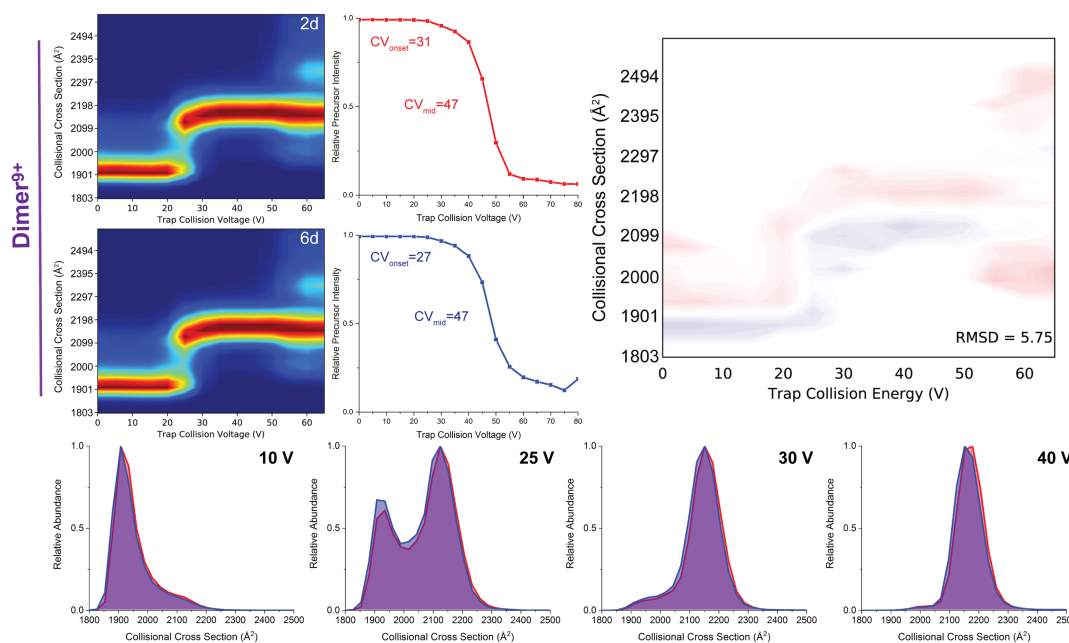 Dimer9+
2d
Collisional Cross Section (Å2)
2494
2397
2297
2198
2099
2000
1901
1803
0 10 20 30 40 50 60
Trap Collision Voltage (V)
CVonset=31
CVmid=47
Relative Precursor Intensity
1.0
0.5
0.0
0 10 20 30 40 50 60 70 80
Trap Collision Voltage (V)
6d
Collisional Cross Section (Å2)
2494
2397
2297
2198
2099
2000
1901
1803
0 10 20 30 40 50 60
Trap Collision Voltage (V)
CVonset=27
CVmid=47
Relative Precursor Intensity
1.0
0.5
0.0
0 10 20 30 40 50 60 70 80
Trap Collision Voltage (V)
Collisional Cross Section (Å2)
2494
2395
2297
2198
2099
2000
1901
1803
RMSD = 5.75
0 10 20 30 40 50 60
Trap Collision Energy (V)
10 V
Relative Abundance
1.0
0.5
0.0
1800 1900 2000 2100 2200 2300 2400 2500
Collisional Cross Section (Å2)
25 V
Relative Abundance
1.0
0.5
0.0
1800 1900 2000 2100 2200 2300 2400 2500
Collisional Cross Section (Å2)
30 V
Relative Abundance
1.0
0.5
0.0
1800 1900 2000 2100 2200 2300 2400 2500
Collisional Cross Section (Å2)
40 V
Relative Abundance
1.0
0.5
0.0
1800 1900 2000 2100 2200 2300 2400 2500
Collisional Cross Section (Å2)